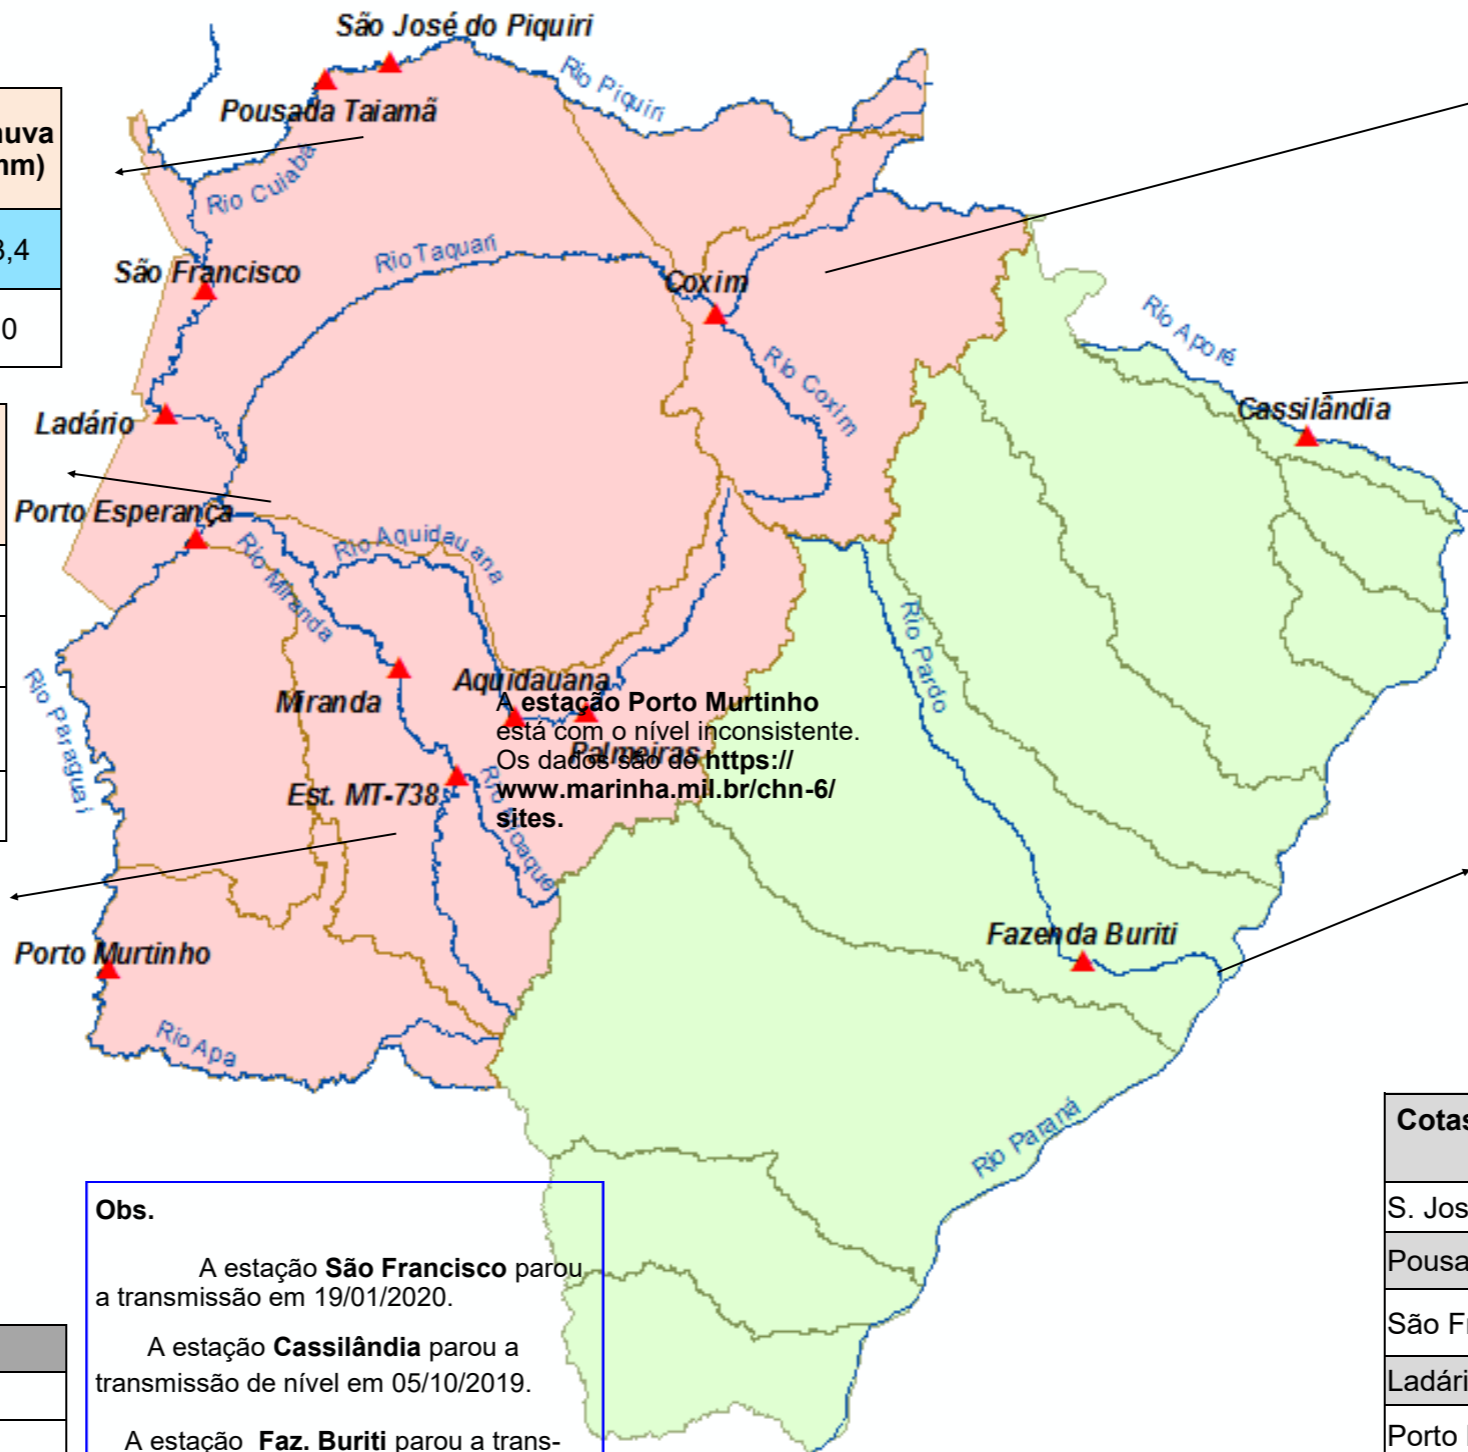 São José do Piquiri
Rio Piquiri
Pousada Taiamã
Rio Cuiabá
3,4
0
São Francisco
Rio Taquari
Coxim
Rio Coxim
Rio Aporé
Cassilândia
Ladário
Porto Esperança
Rio Miranda
Rio Aquidauana
Rio Pardo
Rio Paraguai
Miranda
Aquidauana
Palmeiras
A estação Porto Murtinho
está com o nível inconsistente.
Os dados são do https://
www.marinha.mil.br/chn-6/
sites.
Est. MT-738
Fazenda Buriti
Porto Murtinho
Rio Apa
Rio Paraná
Obs.
A estação São Francisco parou
a transmissão em 19/01/2020.
A estação Cassilândia parou a
transmissão de nível em 05/10/2019.
A estação Faz. Buriti parou a trans-
Cotas
S. Jos
Pousa
São Fr
Ladári
Porto